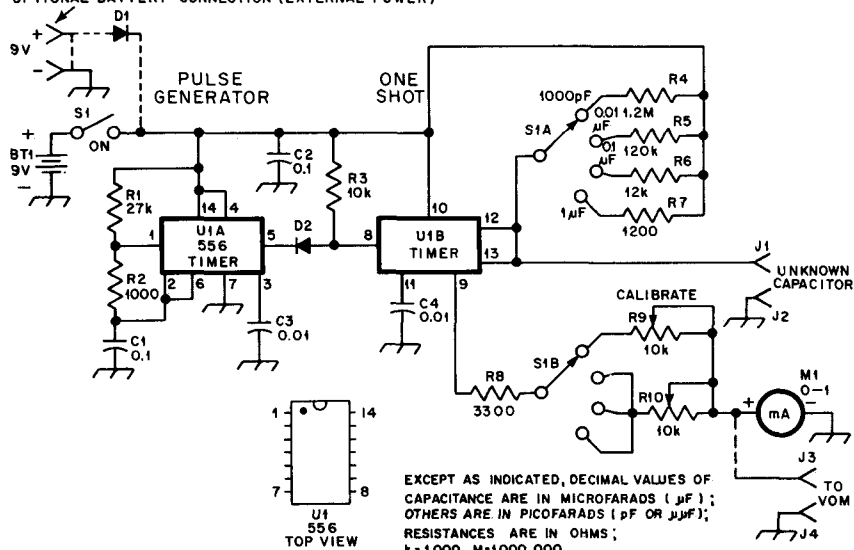 OPTIONAL BATTERY CONNECTION (EXTERNAL POWER)
D1
+
9V
-
S1
ON
+
BT1
9V
-
PULSE
GENERATOR
ONE
SHOT
C2
0.1
R3
10k
R1
27k
R2
1000
C1
0.1
14
4
1
U1A
556
TIMER
5
2
6
7
3
C3
0.01
D2
8
10
U1B
TIMER
12
13
11
9
C4
0.01
S1A
1000pF
0.01
µF
0.1
µF
1µF
R4
1.2M
R5
120k
R6
12k
R7
1200
J1
UNKNOWN
CAPACITOR
J2
CALIBRATE
R9
10k
R8
3300
S1B
R10
10k
M1
0-1
+
mA
-
J3
TO
VOM
J4
1
14
7
8
U1
556
TOP VIEW
EXCEPT AS INDICATED, DECIMAL VALUES OF
CAPACITANCE ARE IN MICROFARADS ( µF ) ;
OTHERS ARE IN PICOFARADS ( pF OR µµF);
RESISTANCES ARE IN OHMS ;
k=1000, M=1000 000